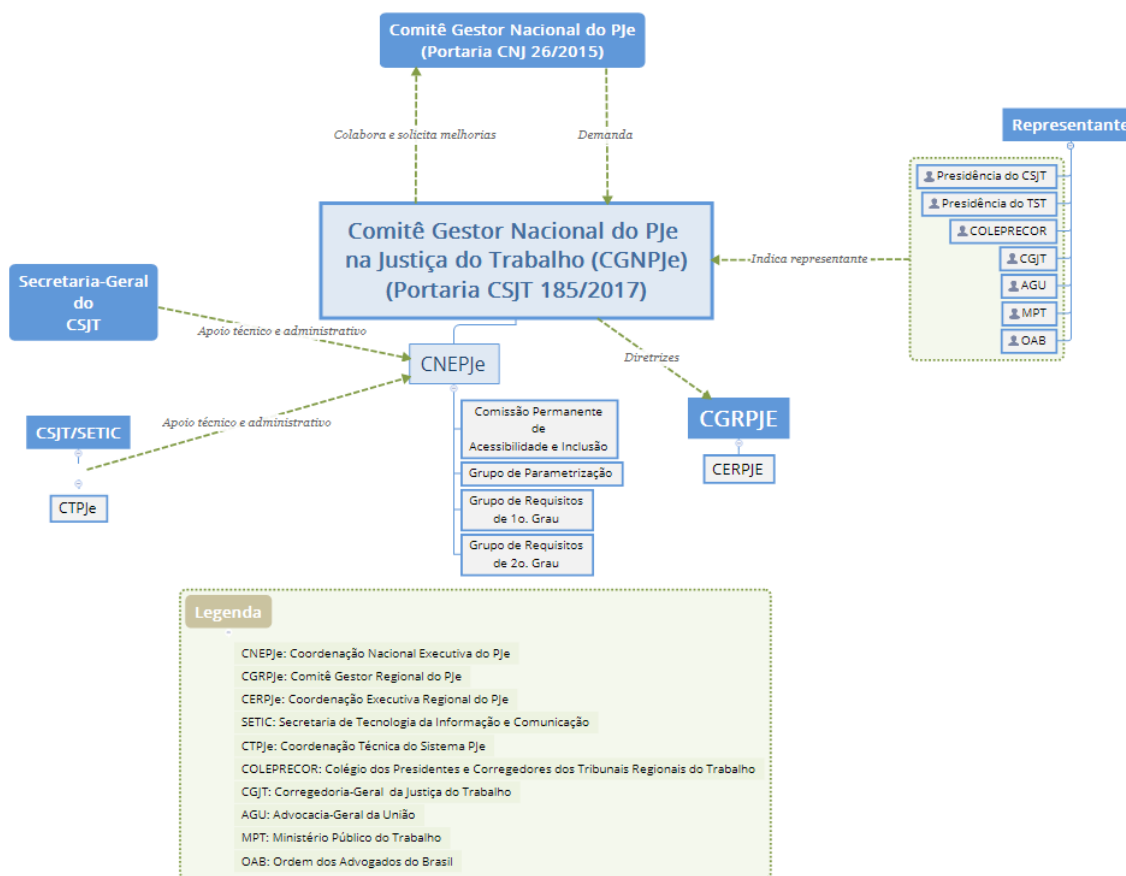 Comitê Gestor Nacional do PJe
(Portaria CNJ 26/2015)
Colabora e solicita melhorias
Demanda
Representante
Presidência do CSJT
Presidência do TST
COLEPRECOR
CGJT
AGU
MPT
OAB
Indica representante
Comitê Gestor Nacional do PJe
na Justiça do Trabalho (CGNPJe)
(Portaria CSJT 185/2017)
Secretaria-Geral
do
CSJT
Apoio técnico e administrativo
CNEPJe
Diretrizes
CSJT/SETIC
Apoio técnico e administrativo
CTPJe
Comissão Permanente
de
Acessibilidade e Inclusão
Grupo de Parametrização
Grupo de Requisitos
de 1o. Grau
Grupo de Requisitos
de 2o. Grau
CGRPJE
CERPJE
Legenda
CNEPJe: Coordenação Nacional Executiva do PJe
CGRPJe: Comitê Gestor Regional do PJe
CERPJe: Coordenação Executiva Regional do PJe
SETIC: Secretaria de Tecnologia da Informação e Comunicação
CTPJe: Coordenação Técnica do Sistema PJe
COLEPRECOR: Colégio dos Presidentes e Corregedores dos Tribunais Regionais do Trabalho
CGJT: Corregedoria-Geral  da Justiça do Trabalho
AGU: Advocacia-Geral da União
MPT: Ministério Público do Trabalho
OAB: Ordem dos Advogados do Brasil